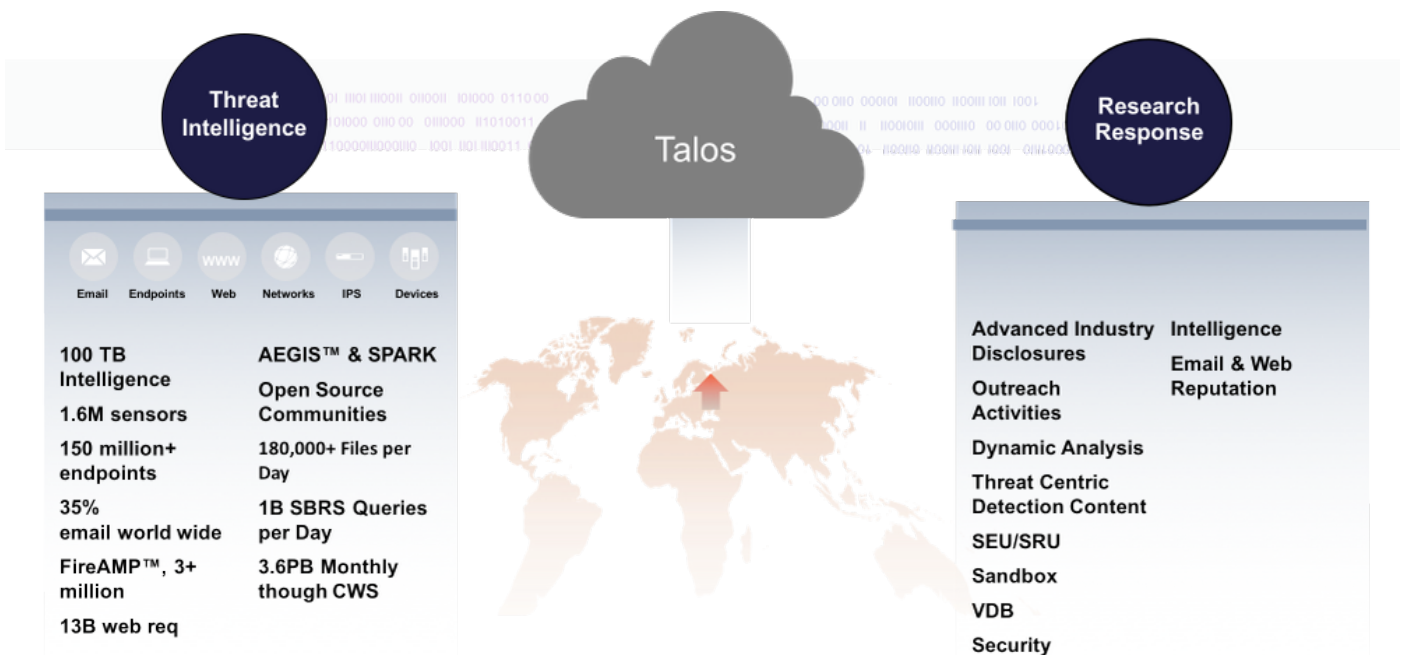 Threat
Intelligence
Talos
Research
Response
www
Email Endpoints Web Networks IPS Devices
100 TB
Intelligence
1.6M sensors
150 million+
endpoints
35%
email world wide
FireAMP™, 3+
million
13B web req
AEGIS™ & SPARK
Open Source
Communities
180,000+ Files per
Day
1B SBRS Queries
per Day
3.6PB Monthly
though CWS
Advanced Industry
Disclosures
Outreach
Activities
Dynamic Analysis
Threat Centric
Detection Content
SEU/SRU
Sandbox
VDB
Security
Intelligence
Email & Web
Reputation